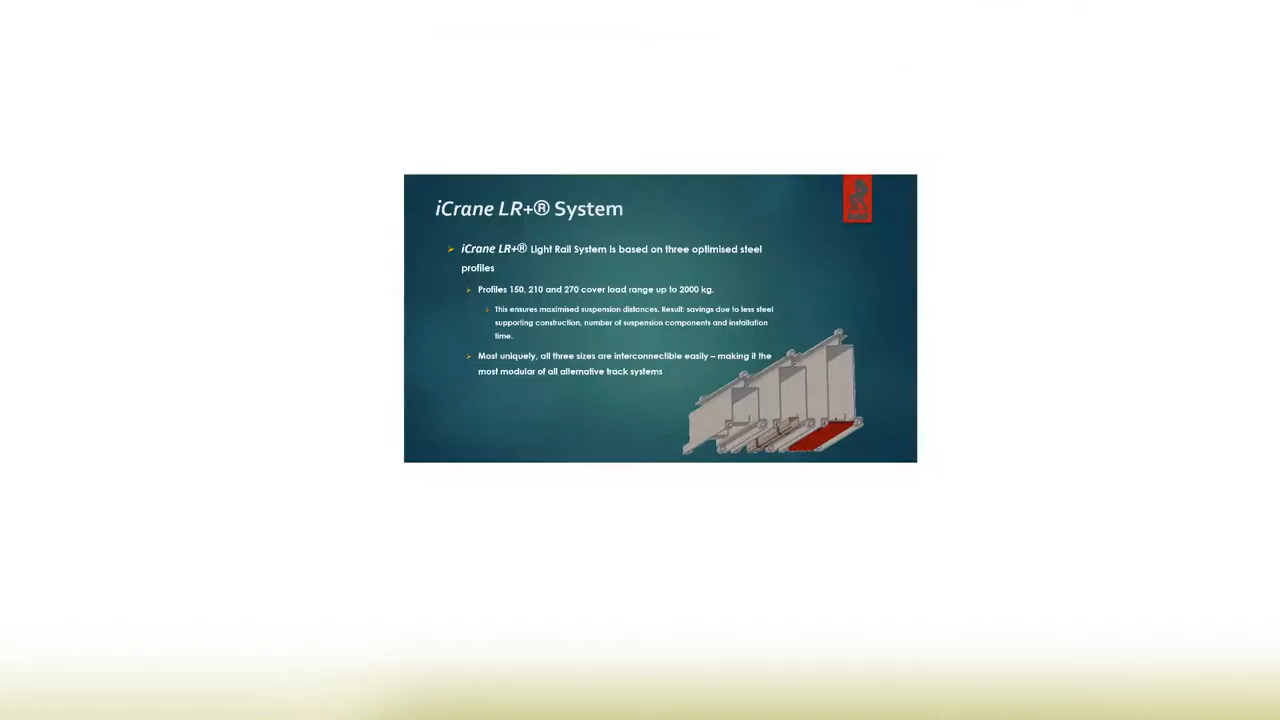 iCrane LR+® System
iCrane LR+® Light Rail System is based on three optimised steel
profiles
Profiles 150, 210 and 270 cover load range up to 2000 kg.
This ensures maximised suspension distances. Result: savings due to less steel
supporting construction, number of suspension components and installation
time.
Most uniquely, all three sizes are interconnectible easily – making it the
most modular of all alternative track systems